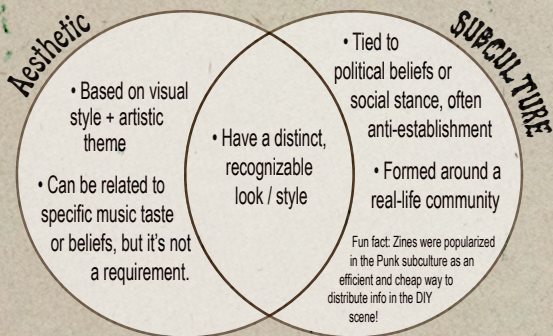 Aesthetic
• Based on visual
style + artistic
theme
• Can be related to
specific music taste
or beliefs, but it's not
a requirement.
• Have a distinct,
recognizable
look / style
SUBCULTURE
• Tied to
political beliefs or
social stance, often
anti-establishment
• Formed around a
real-life community
Fun fact: Zines were popularized
in the Punk subculture as an
efficient and cheap way to
distribute info in the DIY
scene!